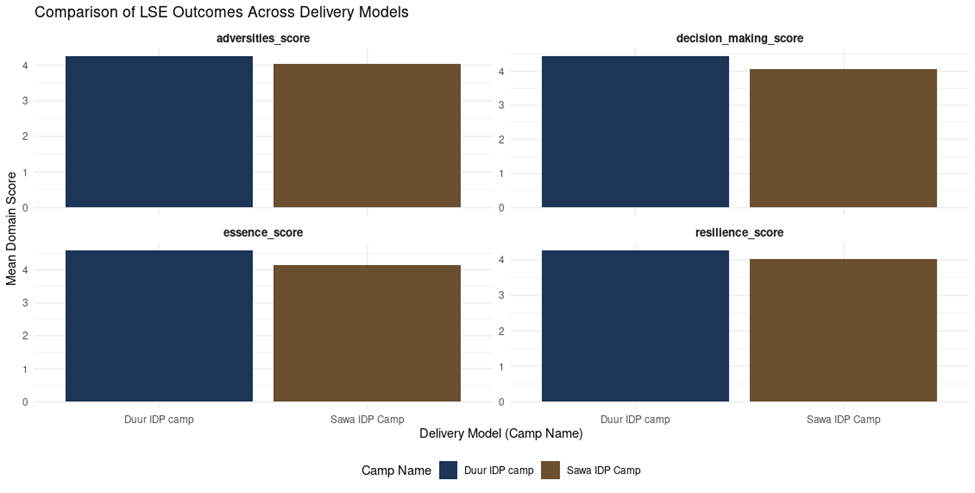 Comparison of LSE Outcomes Across Delivery Models
adversities_score
decision_making_score
4
3
2
1
0
4
3
2
1
0
Mean Domain Score
essence_score
resilience_score
4
3
2
1
0
4
3
2
1
0
Duur IDP camp
Sawa IDP Camp
Duur IDP camp
Sawa IDP Camp
Delivery Model (Camp Name)
Camp Name Duur IDP camp Sawa IDP Camp